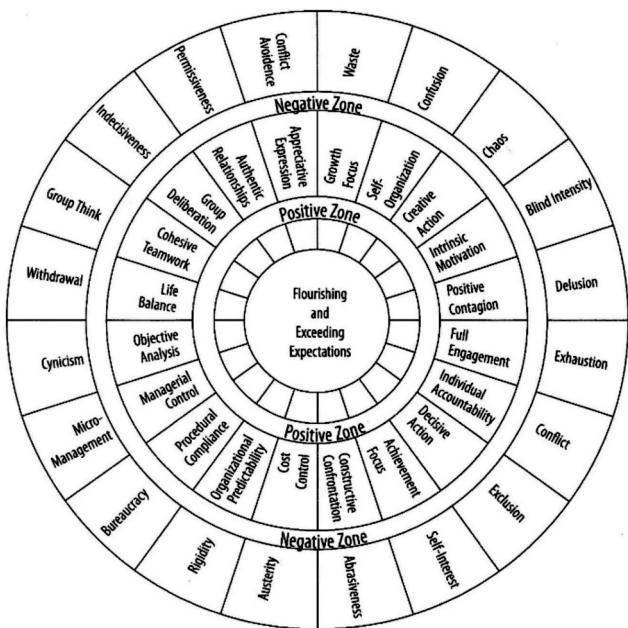 Waste
Confusion
Chaos
Blind Intensity
Delusion
Exhaustion
Conflict
Exclusion
Self-Interest
Abrasiveness
Austerity
Rigidity
Bureaucracy
Micro-
Management
Cynicism
Withdrawal
Group Think
Indecisiveness
Permissiveness
Conflict
Avoidence
Negative Zone
Growth
Focus
Self-
Organization
Creative
Action
Intrinsic
Motivation
Positive
Contagion
Full
Engagement
Individual
Accountability
Decisive
Action
Achievement
Focus
Constructive
Confrontation
Cost
Control
Organizational
Predictability
Procedural
Compliance
Managerial
Control
Objective
Analysis
Life
Balance
Cohesive
Teamwork
Group
Deliberation
Authentic
Relationships
Appreciative
Expression
Positive Zone
Flourishing
and
Exceeding
Expectations
Positive Zone
Negative Zone